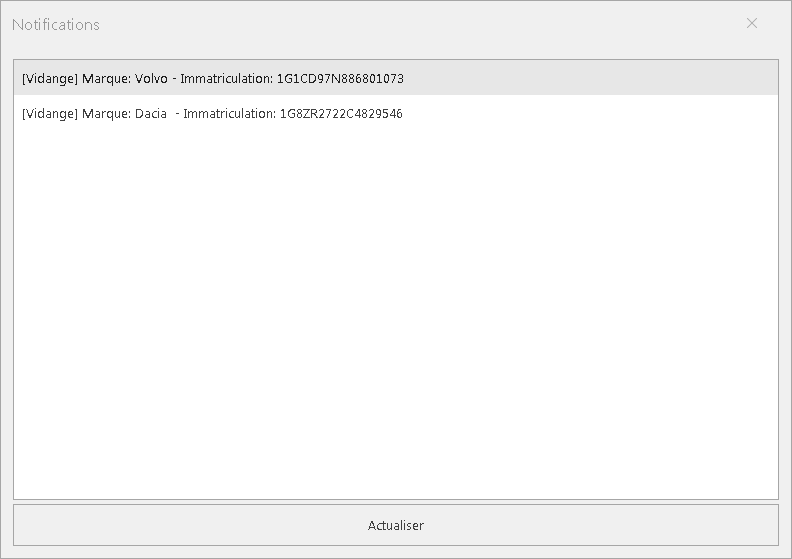 Notifications
[Vidange] Marque: Volvo - Immatriculation: 1G1CD97N886801073
[Vidange] Marque: Dacia  - Immatriculation: 1G8ZR2722C4829546
Actualiser